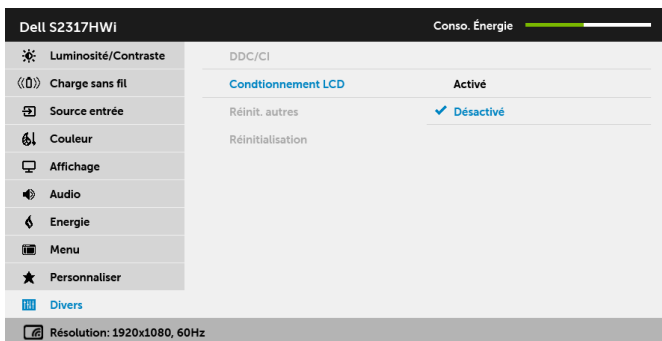 Dell S2317HWi
Conso. Énergie
Luminosité/Contraste
DDC/CI
Charge sans fil
Condtionnement LCD
Activé
Source entrée
Réinit. autres
Désactivé
Couleur
Réinitialisation
Affichage
Audio
Energie
Menu
Personnaliser
Divers
Résolution: 1920x1080, 60Hz